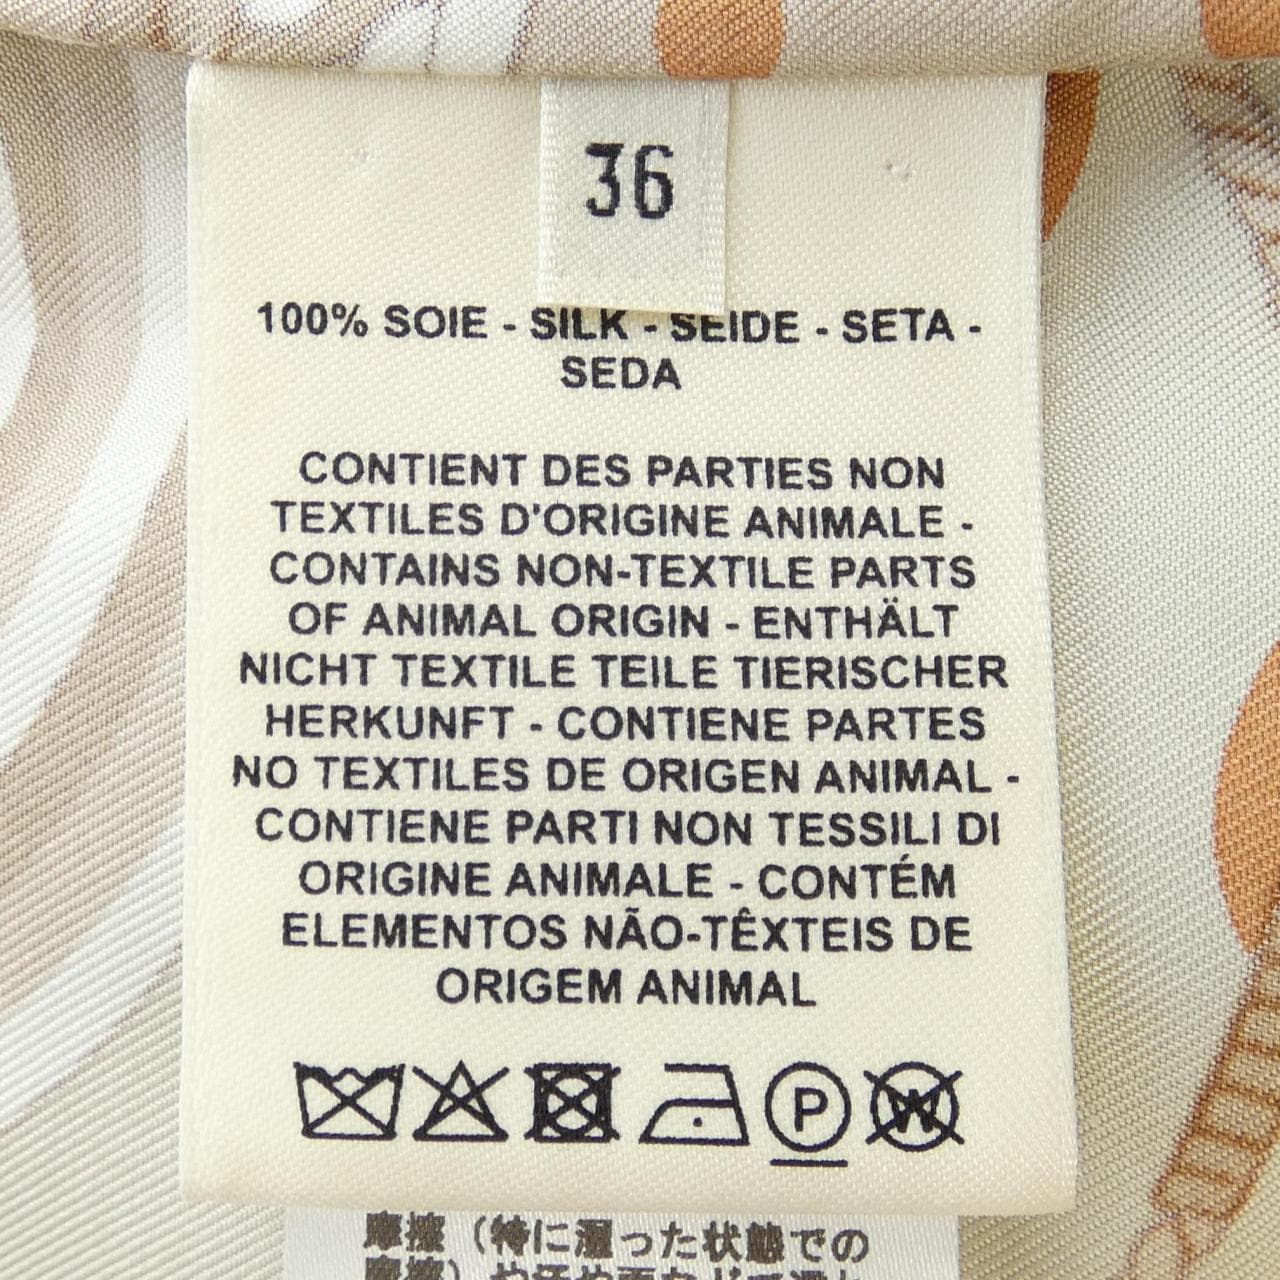 36
100% SOIE - SILK - SEIDE - SETA -
SEDA
CONTIENT DES PARTIES NON
TEXTILES D'ORIGINE ANIMALE -
CONTAINS NON-TEXTILE PARTS
OF ANIMAL ORIGIN - ENTHÄLT
NICHT TEXTILE TEILE TIERISCHER
HERKUNFT - CONTIENE PARTES
NO TEXTILES DE ORIGEN ANIMAL -
CONTIENE PARTI NON TESSILI DI
ORIGINE ANIMALE - CONTÉM
ELEMENTOS NÃO-TÊXTEIS DE
ORIGEM ANIMAL
P W
摩擦（特に湿った状態での